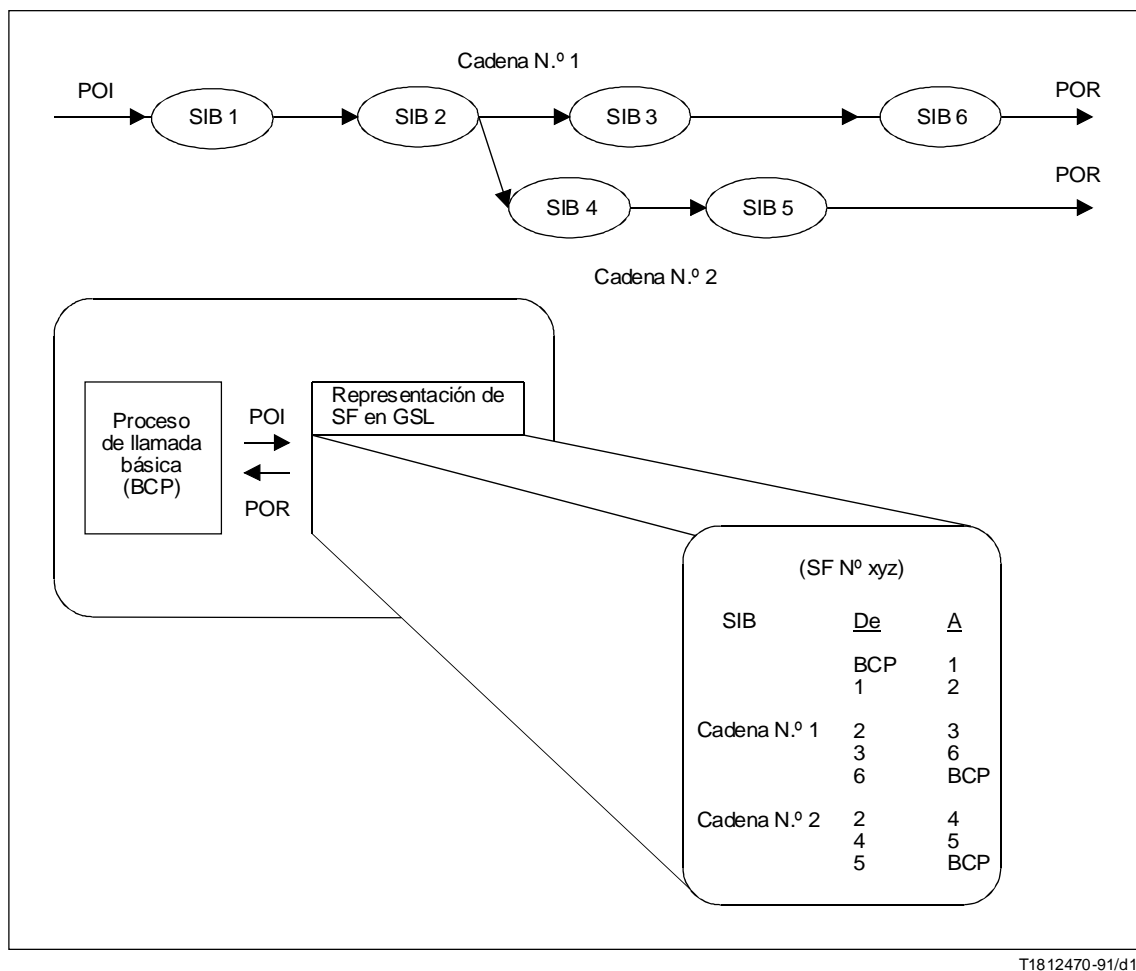 Cadena N.º 1
POI
POR
SIB 1
SIB 2
SIB 3
SIB 6
POR
SIB 4
SIB 5
Cadena N.º 2
Proceso
de llamada
básica
(BCP)
POI
POR
Representación de
SF en GSL
(SF Nº xyz)
SIB De A
BCP 1
1 2
Cadena N.º 1 2 3
3 6
6 BCP
Cadena N.º 2 2 4
4 5
5 BCP
T1812470-91/d1